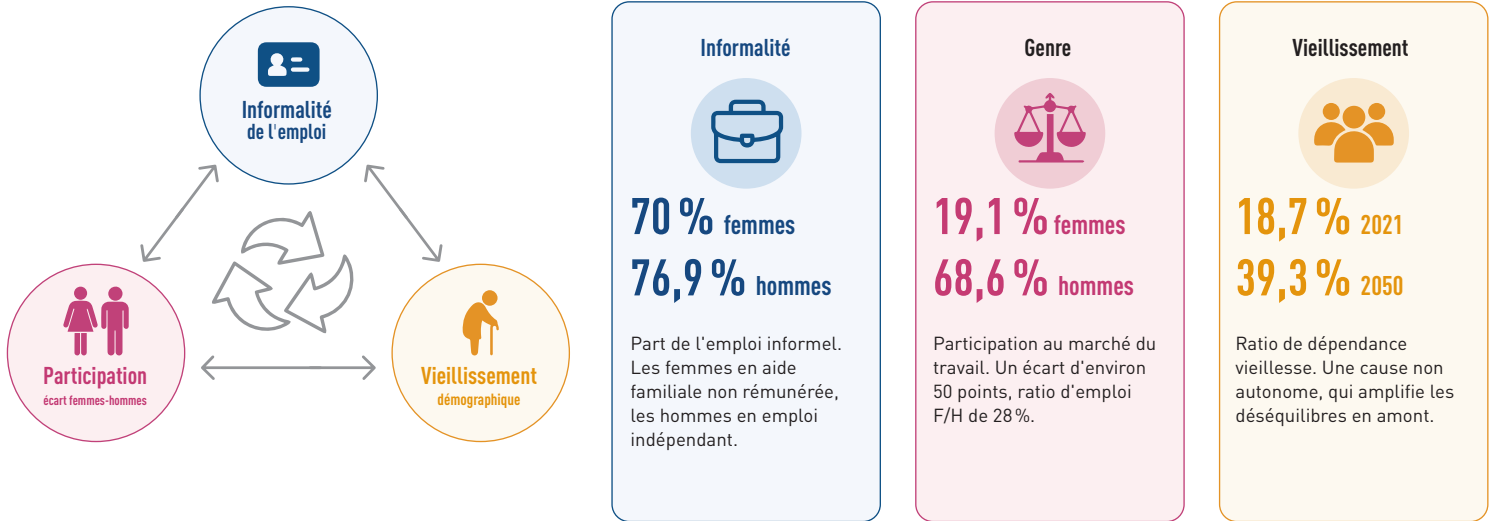 Informalité
de l'emploi
Participation
écart femmes-hommes
Vieillissement
démographique
Informalité
70 % femmes
76,9 % hommes
Part de l'emploi informel.
Les femmes en aide
familiale non rémunérée,
les hommes en emploi
indépendant.
Genre
19,1 % femmes
68,6 % hommes
Participation au marché du
travail. Un écart d'environ
50 points, ratio d'emploi
F/H de 28 %.
Vieillissement
18,7 % 2021
39,3 % 2050
Ratio de dépendance
vieillesse. Une cause non
autonome, qui amplifie les
déséquilibres en amont.